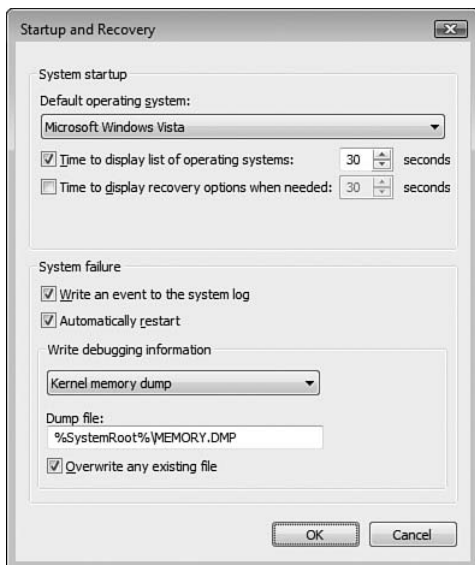 Startup and Recovery
System startup
Default operating system:
Microsoft Windows Vista
Time to display list of operating systems: 30 seconds
Time to display recovery options when needed: 30 seconds
System failure
Write an event to the system log
Automatically restart
Write debugging information
Kernel memory dump
Dump file:
%SystemRoot%\MEMORY.DMP
Overwrite any existing file
OK Cancel